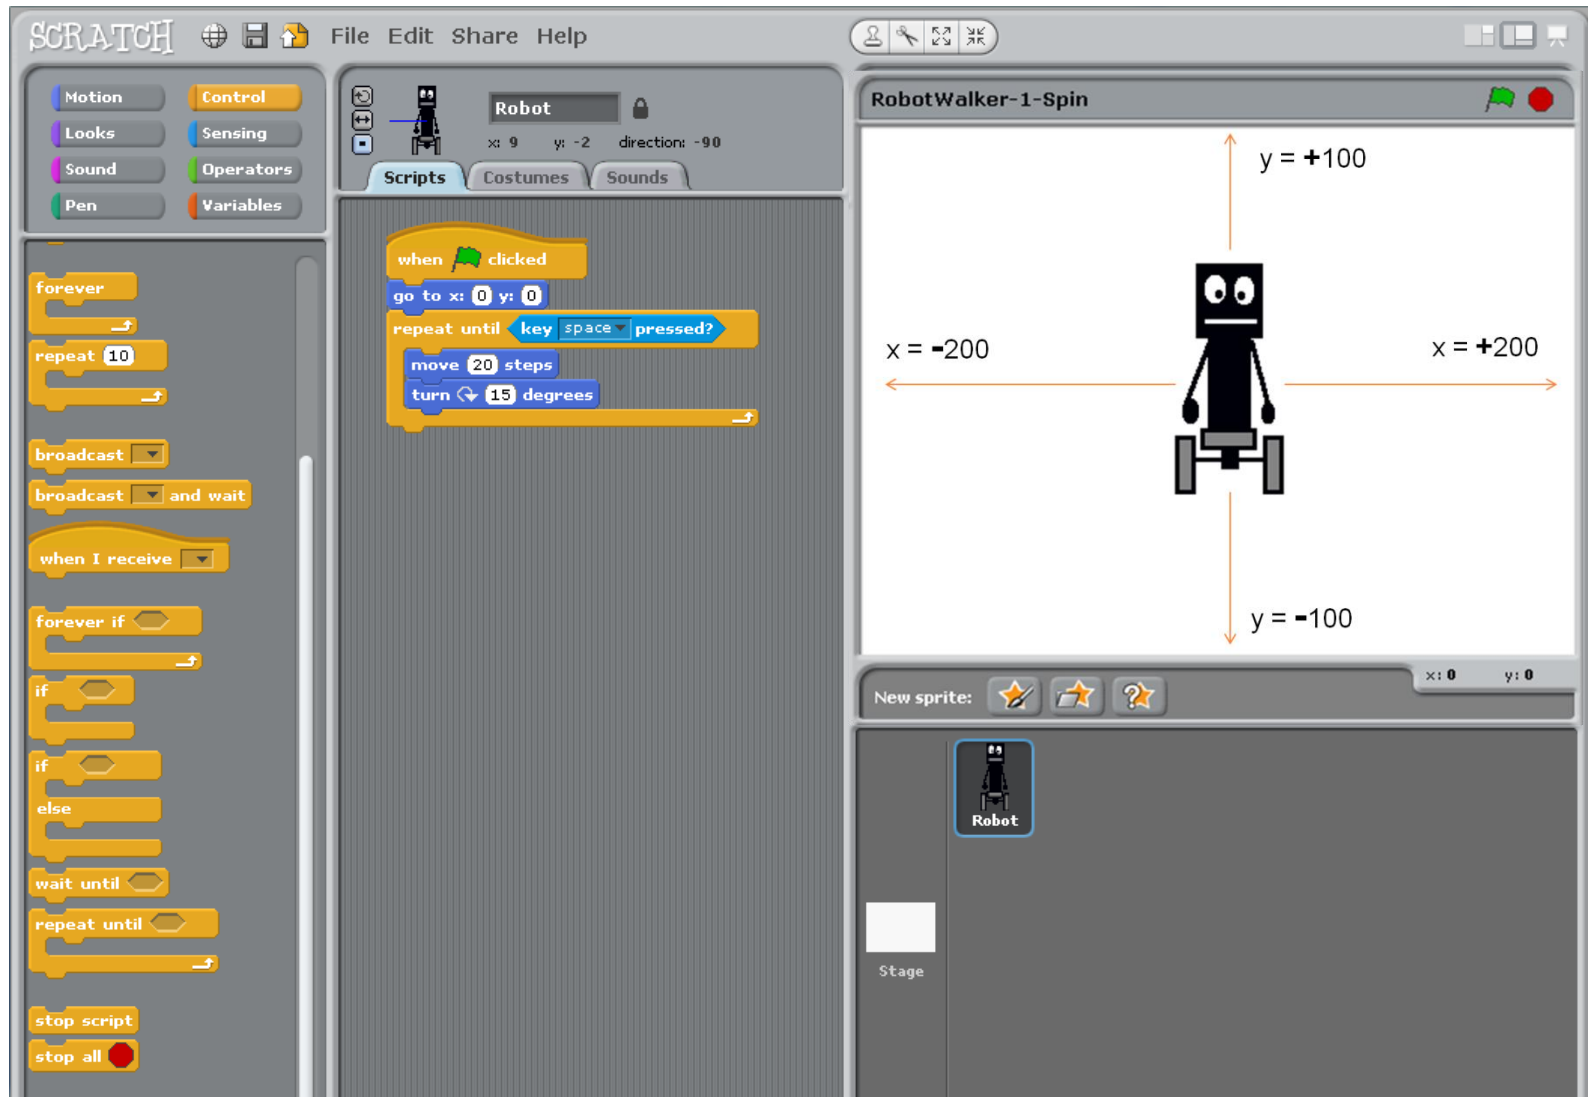 SCRATCH File Edit Share Help
Motion Control
Looks Sensing
Sound Operators
Pen Variables
forever
repeat 10
broadcast
broadcast and wait
when I receive
forever if
if
if
else
wait until
repeat until
stop script
stop all
Robot
x: 9 y: -2 direction: -90
Scripts Costumes Sounds
when clicked
go to x: 0 y: 0
repeat until key space pressed?
move 20 steps
turn 15 degrees
RobotWalker-1-Spin
y = +100
x = -200 x = +200
y = -100
x: 0 y: 0
New sprite:
Robot
Stage